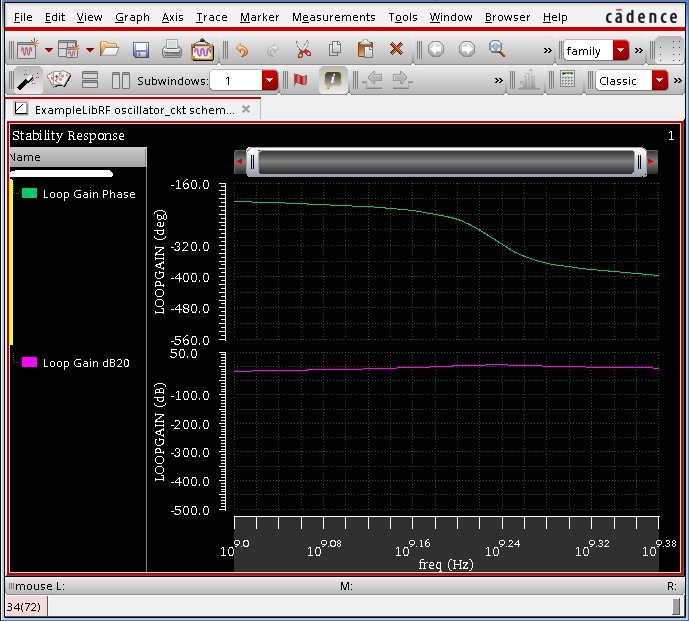 File Edit View Graph Axis Trace Marker Measurements Tools Window Browser Help cādence
» family »
Subwindows: 1 » Classic »
ExampleLibRF oscillator_ckt schem...
Stability Response 1
Name
Loop Gain Phase
LOOPGAIN (deg)
-160.0
-320.0
-400.0
-480.0
-560.0
Loop Gain dB20
LOOPGAIN (dB)
50.0
-100.0
-200.0
-300.0
-400.0
-500.0
10^9.0 10^9.08 10^9.16 10^9.24 10^9.32 10^9.38
freq (Hz)
mouse L: M: R:
34(72)